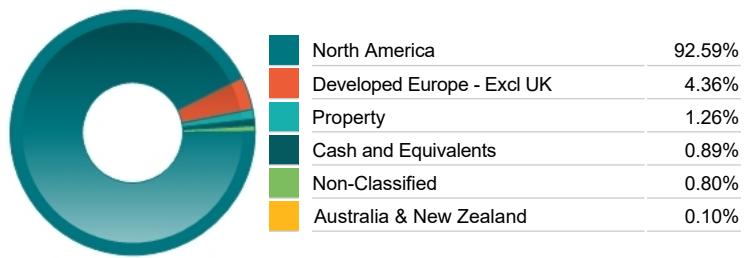 North America 92.59%
Developed Europe - Excl UK 4.36%
Property 1.26%
Cash and Equivalents 0.89%
Non-Classified 0.80%
Australia & New Zealand 0.10%